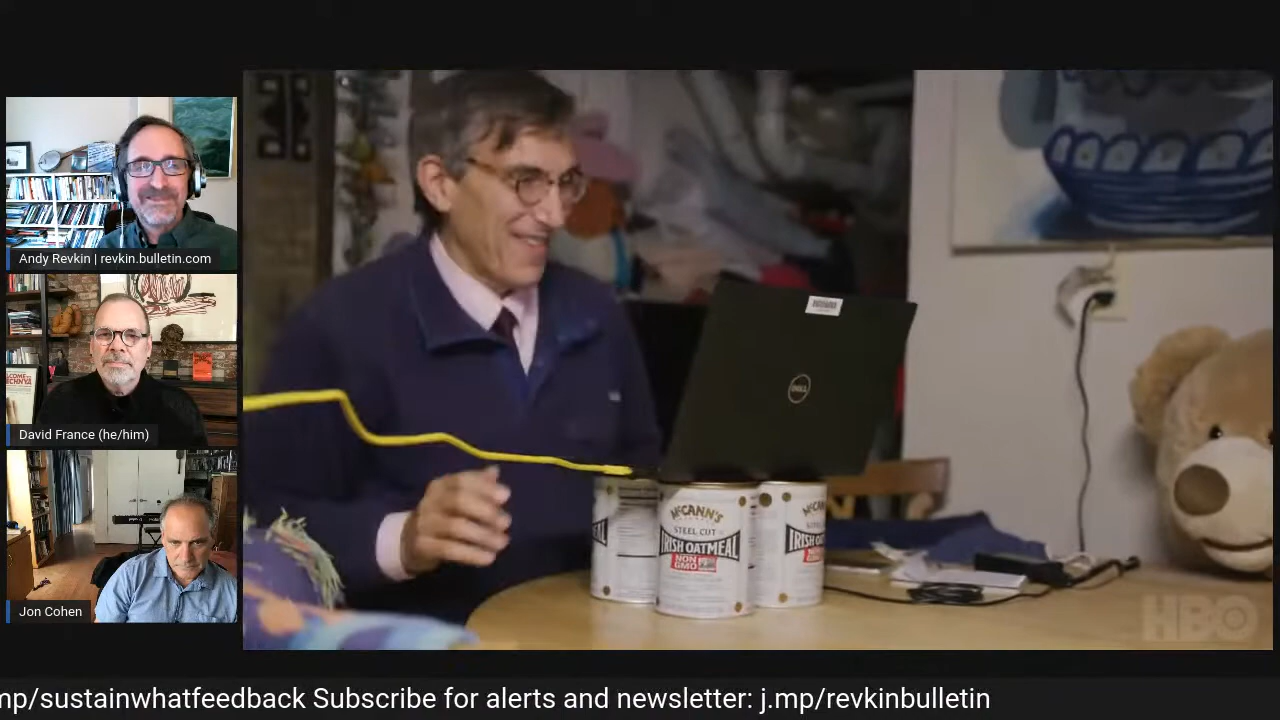 Andy Revkin | revkin.bulletin.com
David France (he/him)
Jon Cohen
DELL
McCANN'S
STEEL CUT
IRISH OATMEAL
NON
GMO
HBO
mp/sustainwhatfeedback Subscribe for alerts and newsletter: j.mp/revkinbulletin